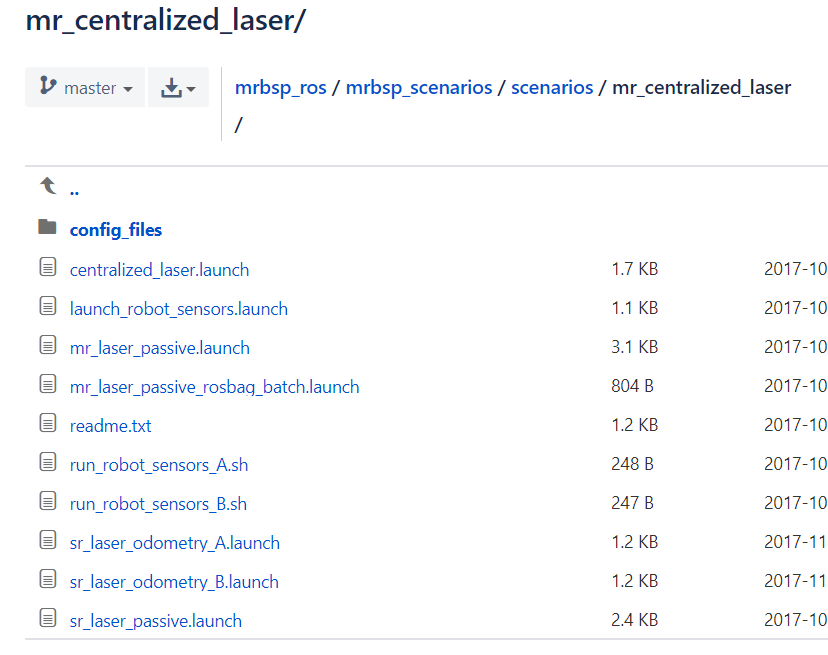 mr_centralized_laser/
master
mrbsp_ros / mrbsp_scenarios / scenarios / mr_centralized_laser
/
..
config_files
centralized_laser.launch 1.7 KB 2017-10
launch_robot_sensors.launch 1.1 KB 2017-10
mr_laser_passive.launch 3.1 KB 2017-10
mr_laser_passive_rosbag_batch.launch 804 B 2017-10
readme.txt 1.2 KB 2017-10
run_robot_sensors_A.sh 248 B 2017-10
run_robot_sensors_B.sh 247 B 2017-10
sr_laser_odometry_A.launch 1.2 KB 2017-11
sr_laser_odometry_B.launch 1.2 KB 2017-11
sr_laser_passive.launch 2.4 KB 2017-10